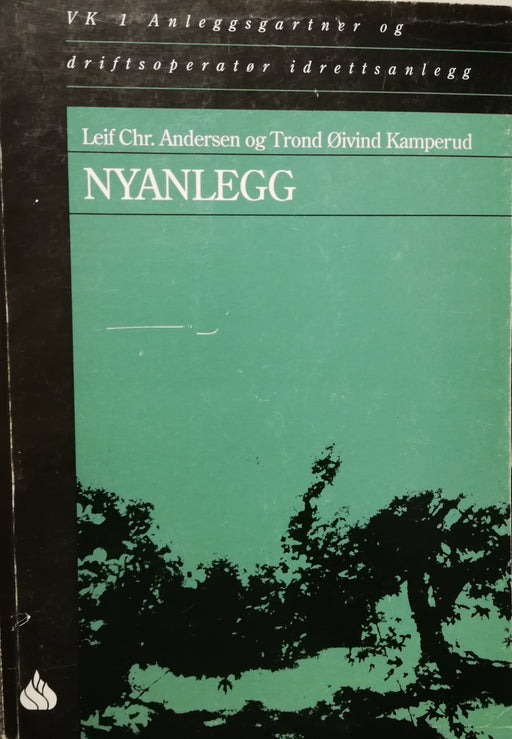 VK 1 Anleggsgartner og
driftsoperatør idrettsanlegg
Leif Chr. Andersen og Trond Øivind Kamperud
NYANLEGG